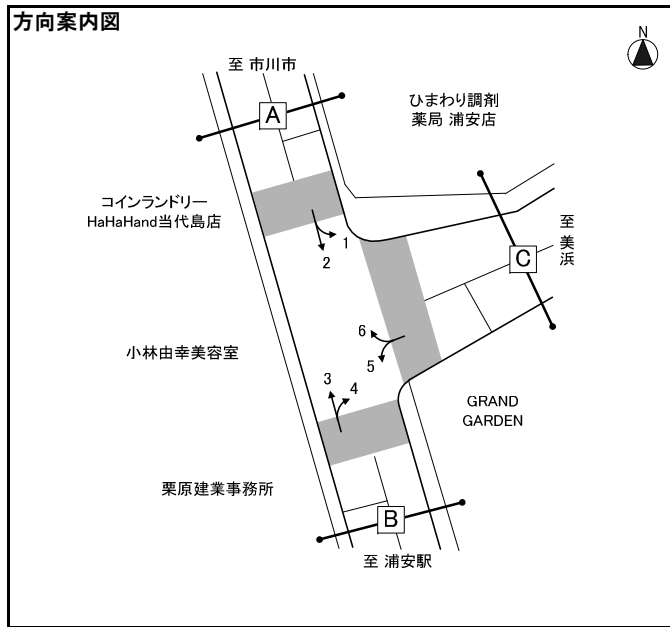 方向案内図
N
至 市川市
A
ひまわり調剤
薬局 浦安店
コインランドリー
HaHaHand当代島店
至美浜
1
2
C
6
5
小林由幸美容室
3
4
GRAND
GARDEN
栗原建業事務所
B
至 浦安駅